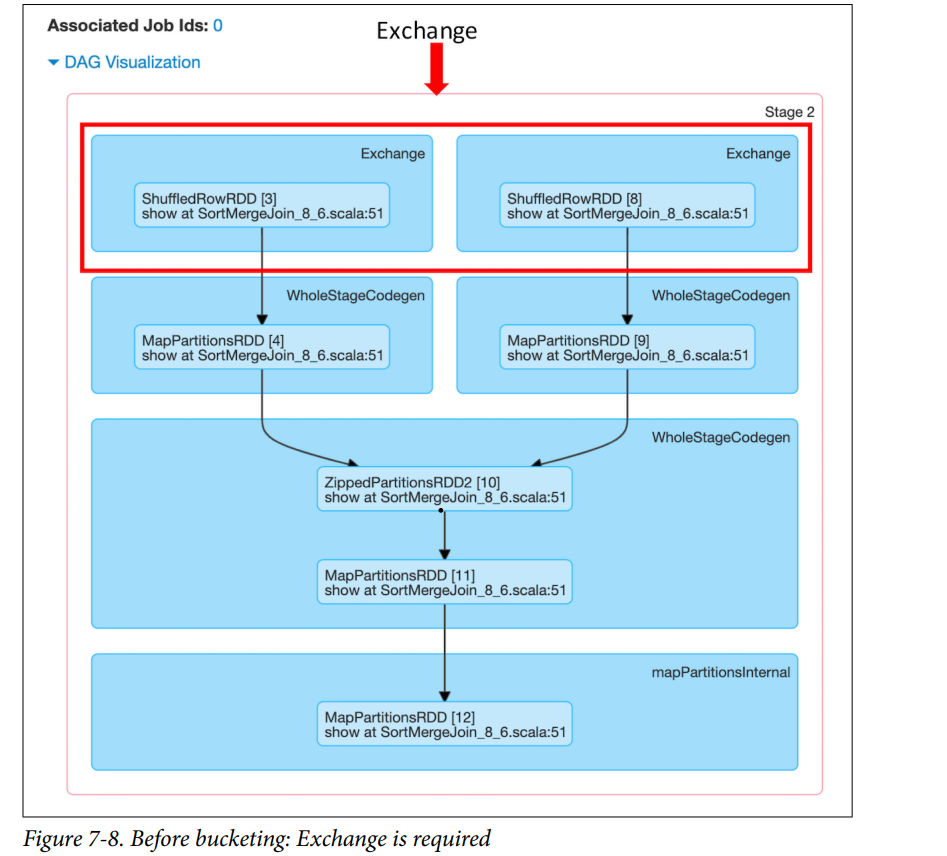 Associated Job Ids: 0
Exchange
DAG Visualization
Stage 2
Exchange
ShuffledRowRDD [3]
show at SortMergeJoin_8_6.scala:51
Exchange
ShuffledRowRDD [8]
show at SortMergeJoin_8_6.scala:51
WholeStageCodegen
MapPartitionsRDD [4]
show at SortMergeJoin_8_6.scala:51
WholeStageCodegen
MapPartitionsRDD [9]
show at SortMergeJoin_8_6.scala:51
WholeStageCodegen
ZippedPartitionsRDD2 [10]
show at SortMergeJoin_8_6.scala:51
MapPartitionsRDD [11]
show at SortMergeJoin_8_6.scala:51
mapPartitionsInternal
MapPartitionsRDD [12]
show at SortMergeJoin_8_6.scala:51
Figure 7-8. Before bucketing: Exchange is required